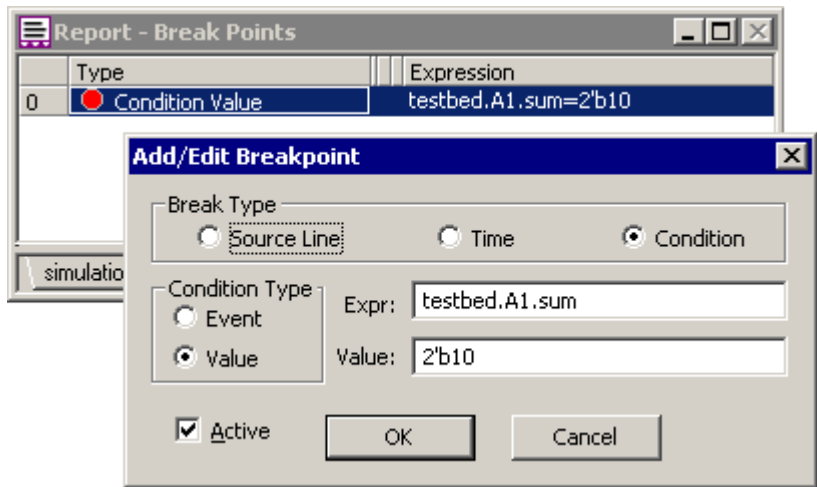 Report - Break Points
Type Expression
0 Condition Value testbed.A1.sum=2'b10
simulatio
Add/Edit Breakpoint
Break Type
Source Line Time Condition
Condition Type
Event
Value
Expr: testbed.A1.sum
Value: 2'b10
Active OK Cancel